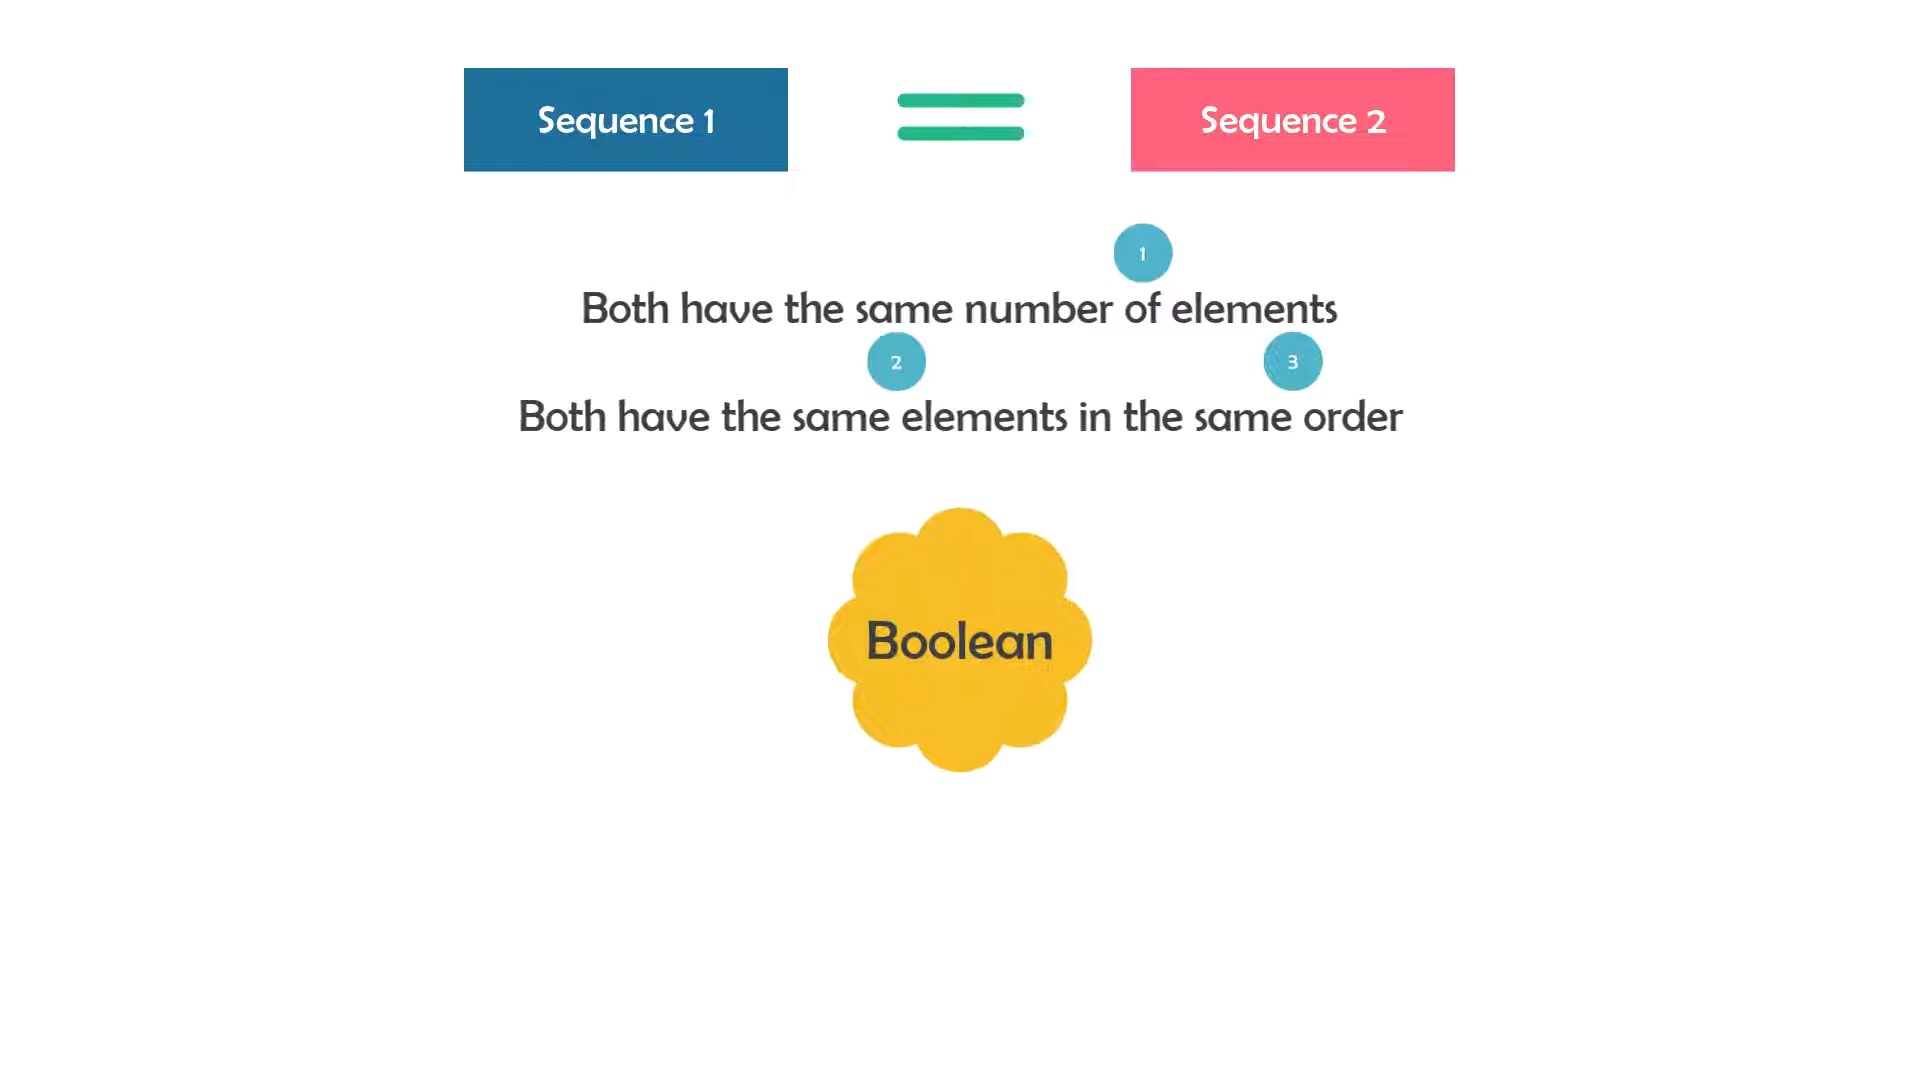 Sequence 1
Sequence 2
1
Both have the same number of elements
2
3
Both have the same elements in the same order
Boolean